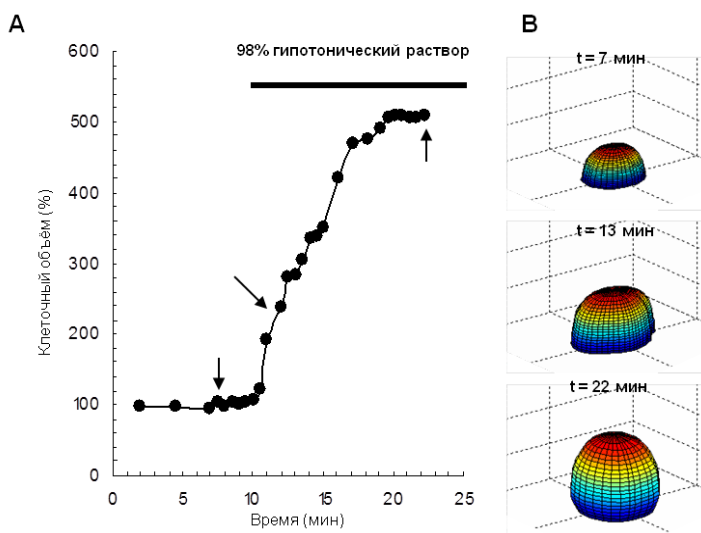 A
B
98% гипотонический раствор
Клеточный объём (%)
600
500
400
300
200
100
0
0 5 10 15 20 25
Время (мин)
t = 7 мин
t = 13 мин
t = 22 мин